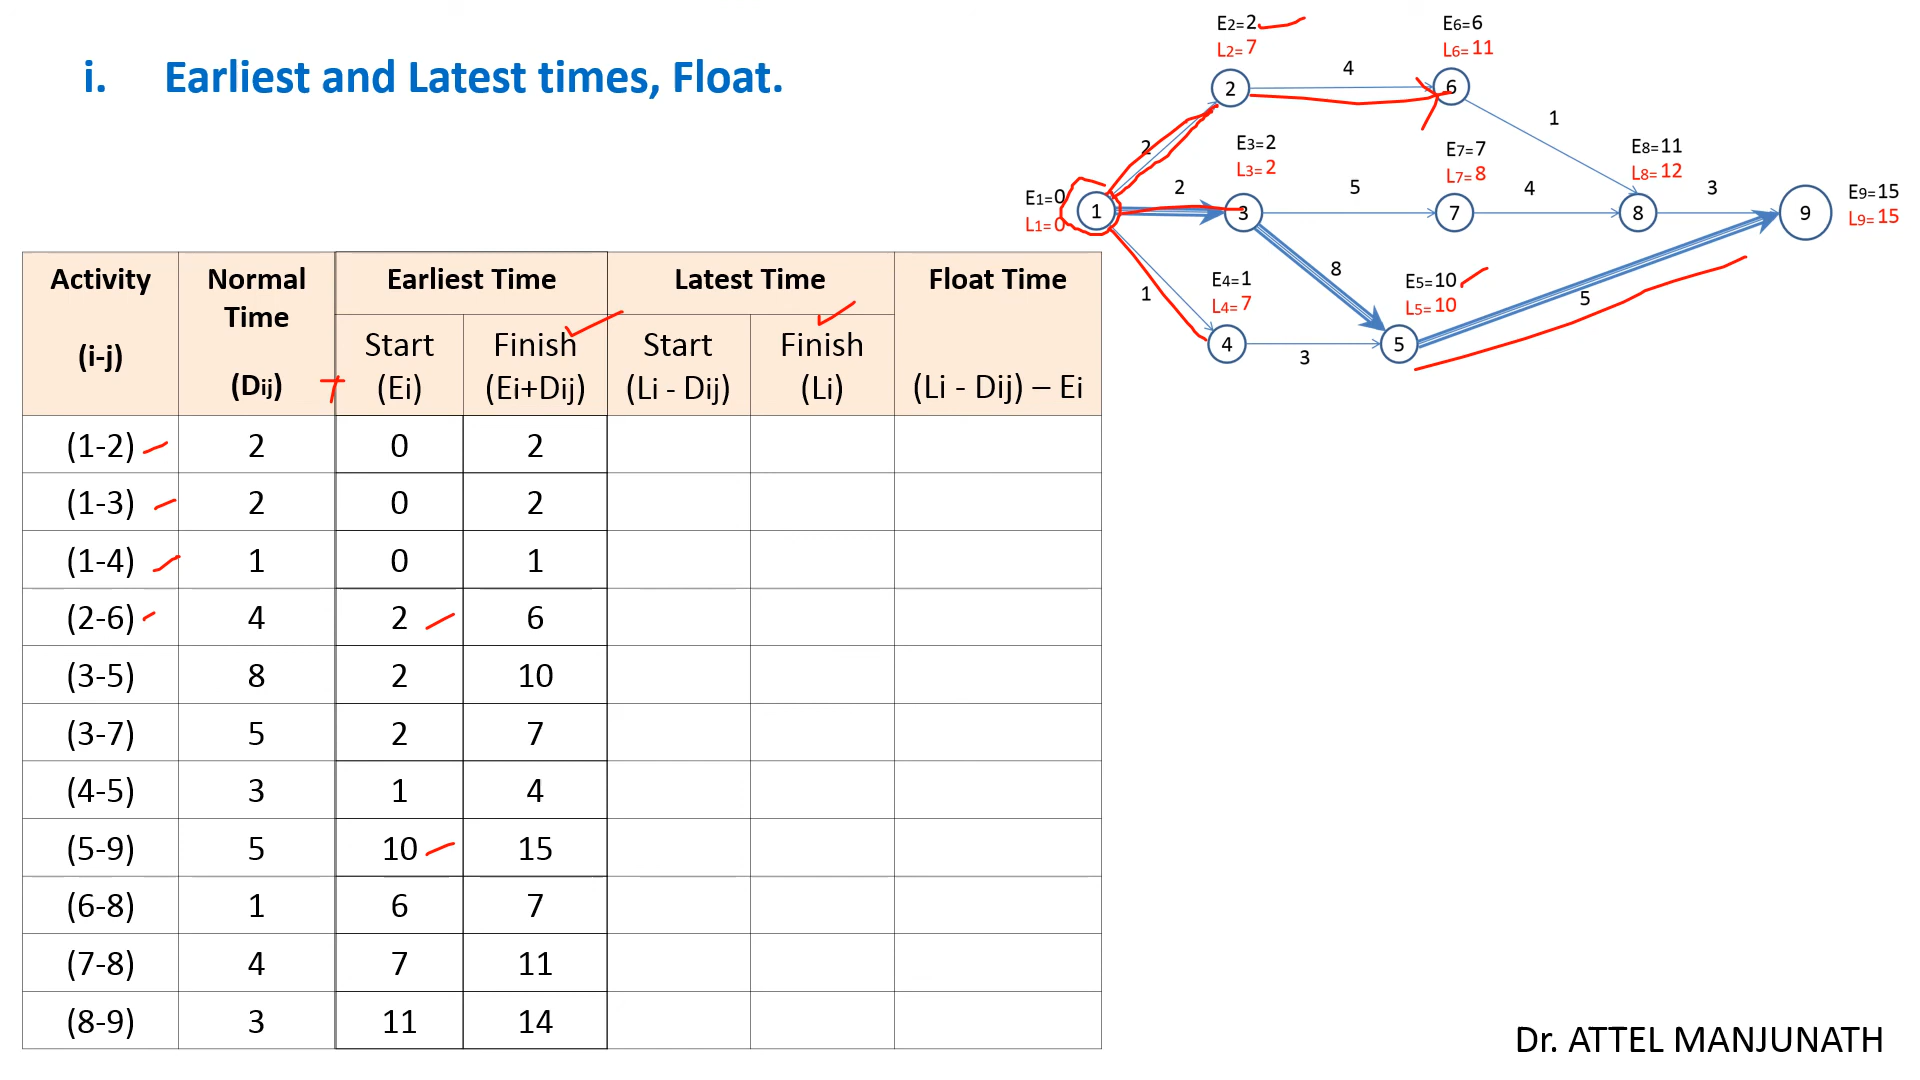 i. Earliest and Latest times, Float.
E2=2
L2=7
E6=6
L6=11
2
4
6
1
2
E3=2
L3=2
E7=7
L7=8
E8=11
L8=12
E1=0
L1=0
1
2
3
5
7
4
8
3
9
E9=15
L9=15
1
E4=1
L4=7
8
E5=10
L5=10
5
4
3
5
Activity (i-j) | Normal Time (Dij) | Earliest Time | Latest Time | Float Time (Li - Dij) – Ei
Start (Ei) | Finish (Ei+Dij) | Start (Li - Dij) | Finish (Li)
(1-2) 2 0 2
(1-3) 2 0 2
(1-4) 1 0 1
(2-6) 4 2 6
(3-5) 8 2 10
(3-7) 5 2 7
(4-5) 3 1 4
(5-9) 5 10 15
(6-8) 1 6 7
(7-8) 4 7 11
(8-9) 3 11 14
Dr. ATTEL MANJUNATH